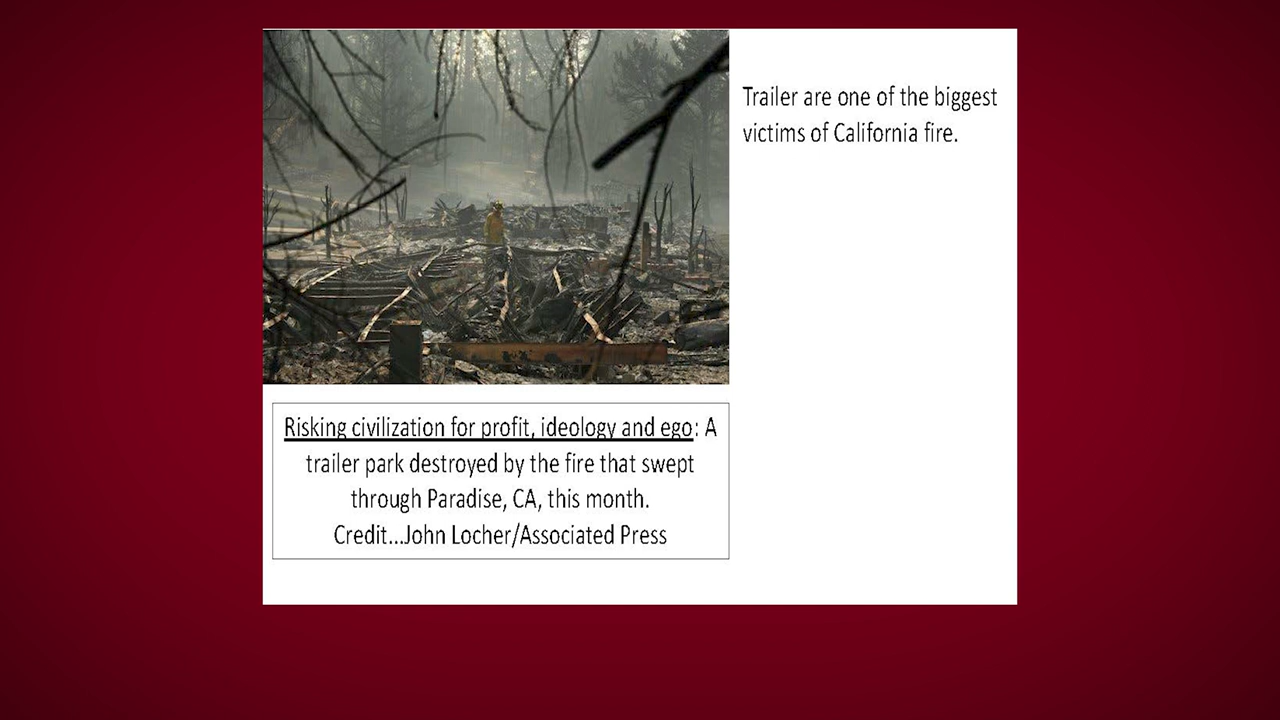 Trailer are one of the biggest
victims of California fire.
Risking civilization for profit, ideology and ego: A
trailer park destroyed by the fire that swept
through Paradise, CA, this month.
Credit...John Locher/Associated Press